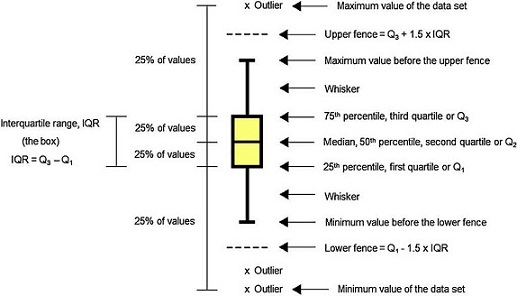 x Outlier
Maximum value of the data set
Upper fence = Q₃ + 1.5 x IQR
25% of values
Maximum value before the upper fence
Whisker
75th percentile, third quartile or Q₃
Interquartile range, IQR
(the box)
IQR = Q₃ – Q₁
25% of values
Median, 50th percentile, second quartile or Q₂
25% of values
25th percentile, first quartile or Q₁
Whisker
25% of values
Minimum value before the lower fence
Lower fence = Q₁ - 1.5 x IQR
x Outlier
x Outlier
Minimum value of the data set